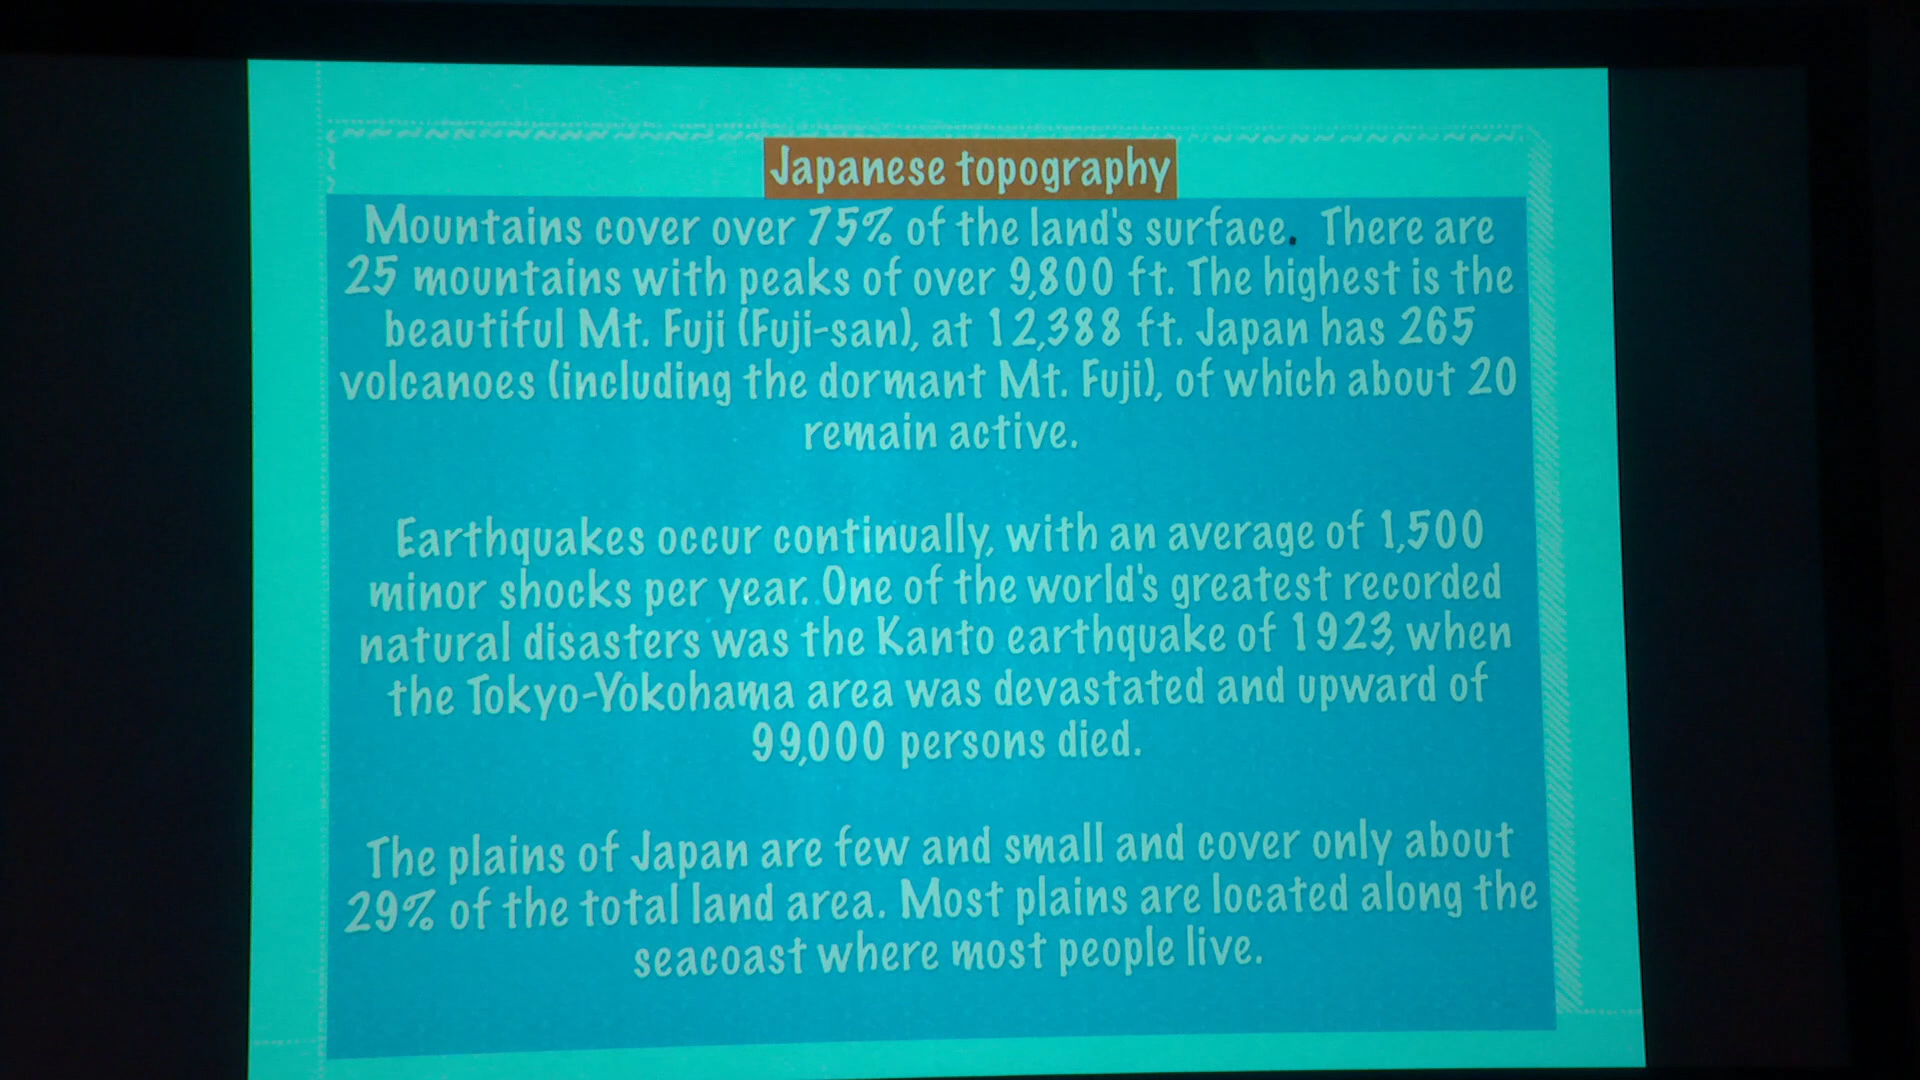 Japanese topography
Mountains cover over 75% of the land's surface. There are
25 mountains with peaks of over 9,800 ft. The highest is the
beautiful Mt. Fuji (Fuji-san), at 12,388 ft. Japan has 265
volcanoes (including the dormant Mt. Fuji), of which about 20
remain active.
Earthquakes occur continually, with an average of 1,500
minor shocks per year. One of the world's greatest recorded
natural disasters was the Kanto earthquake of 1923, when
the Tokyo-Yokohama area was devastated and upward of
99,000 persons died.
The plains of Japan are few and small and cover only about
29% of the total land area. Most plains are located along the
seacoast where most people live.